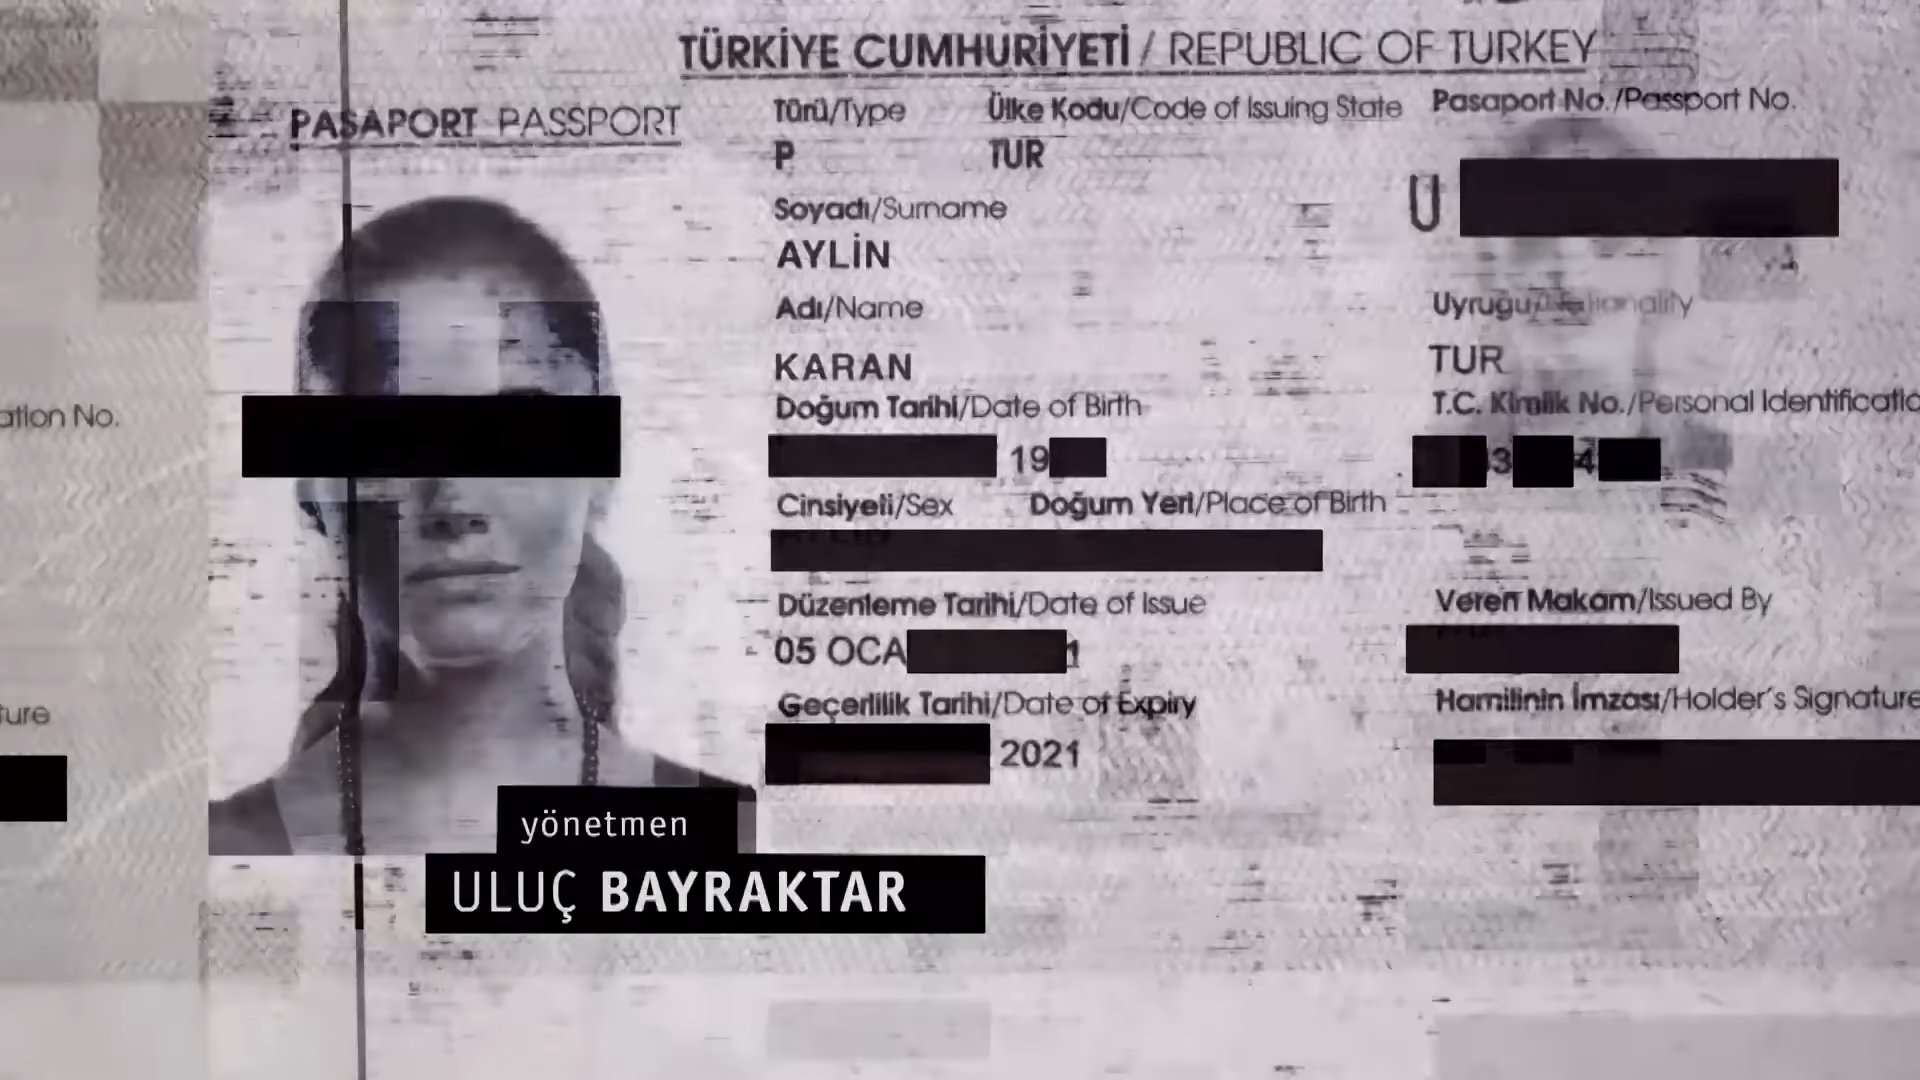 TÜRKİYE CUMHURİYETİ / REPUBLIC OF TURKEY
PASAPORT PASSPORT
Türü/Type
Ülke Kodu/Code of Issuing State
Pasaport No./Passport No.
P
TUR
U
Soyadı/Surname
AYLİN
Adı/Name
Uyruğu
KARAN
TUR
Doğum Tarihi/Date of Birth
T.C. Kimlik No./Personal Identificatio
ation No.
19
3
4
Cinsiyeti/Sex
Doğum Yeri/Place of Birth
Düzenleme Tarihi/Date of Issue
Veren Makam/Issued By
05 OCA
1
Geçerlilik Tarihi/Date of Expiry
Hamilinin İmzası/Holder's Signature
ture
2021
yönetmen
ULUÇ BAYRAKTAR